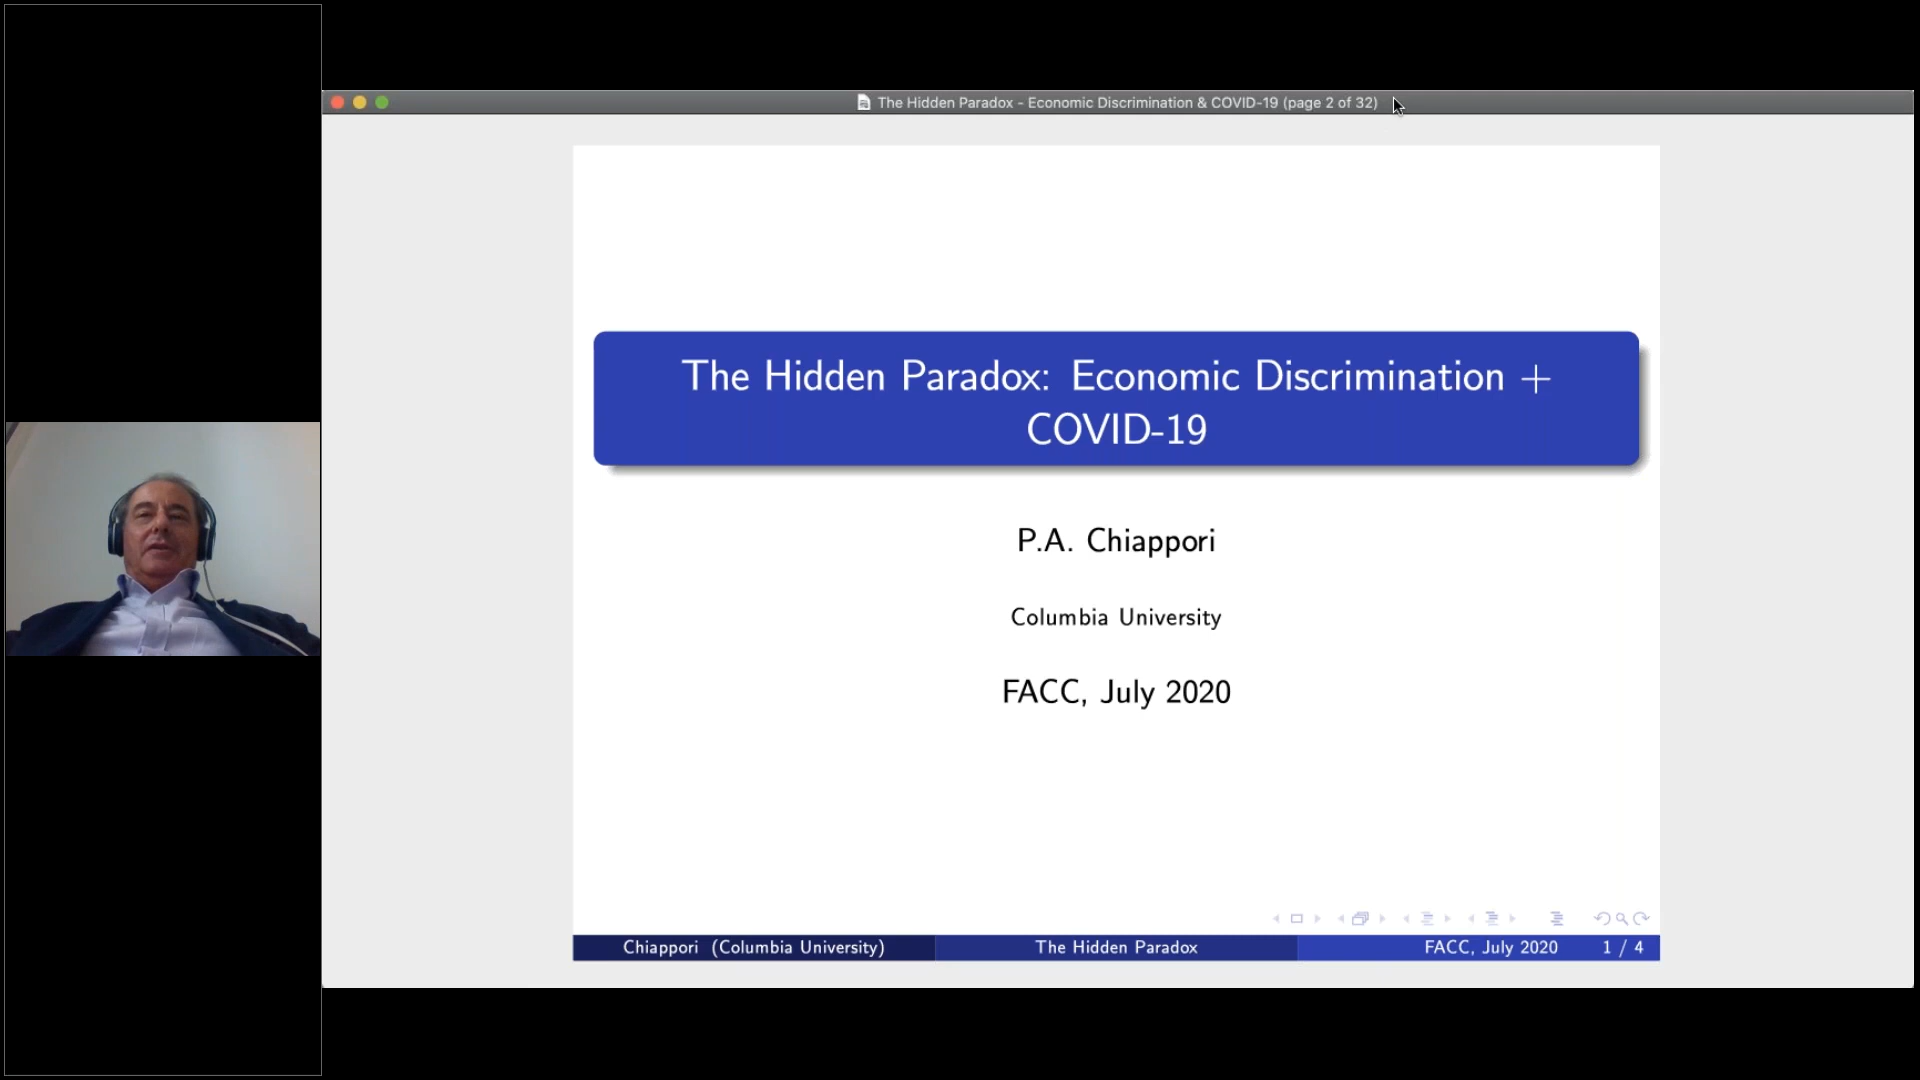 The Hidden Paradox - Economic Discrimination & COVID-19 (page 2 of 32)
The Hidden Paradox: Economic Discrimination +
COVID-19
P.A. Chiappori
Columbia University
FACC, July 2020
Chiappori (Columbia University) The Hidden Paradox FACC, July 2020 1 / 4